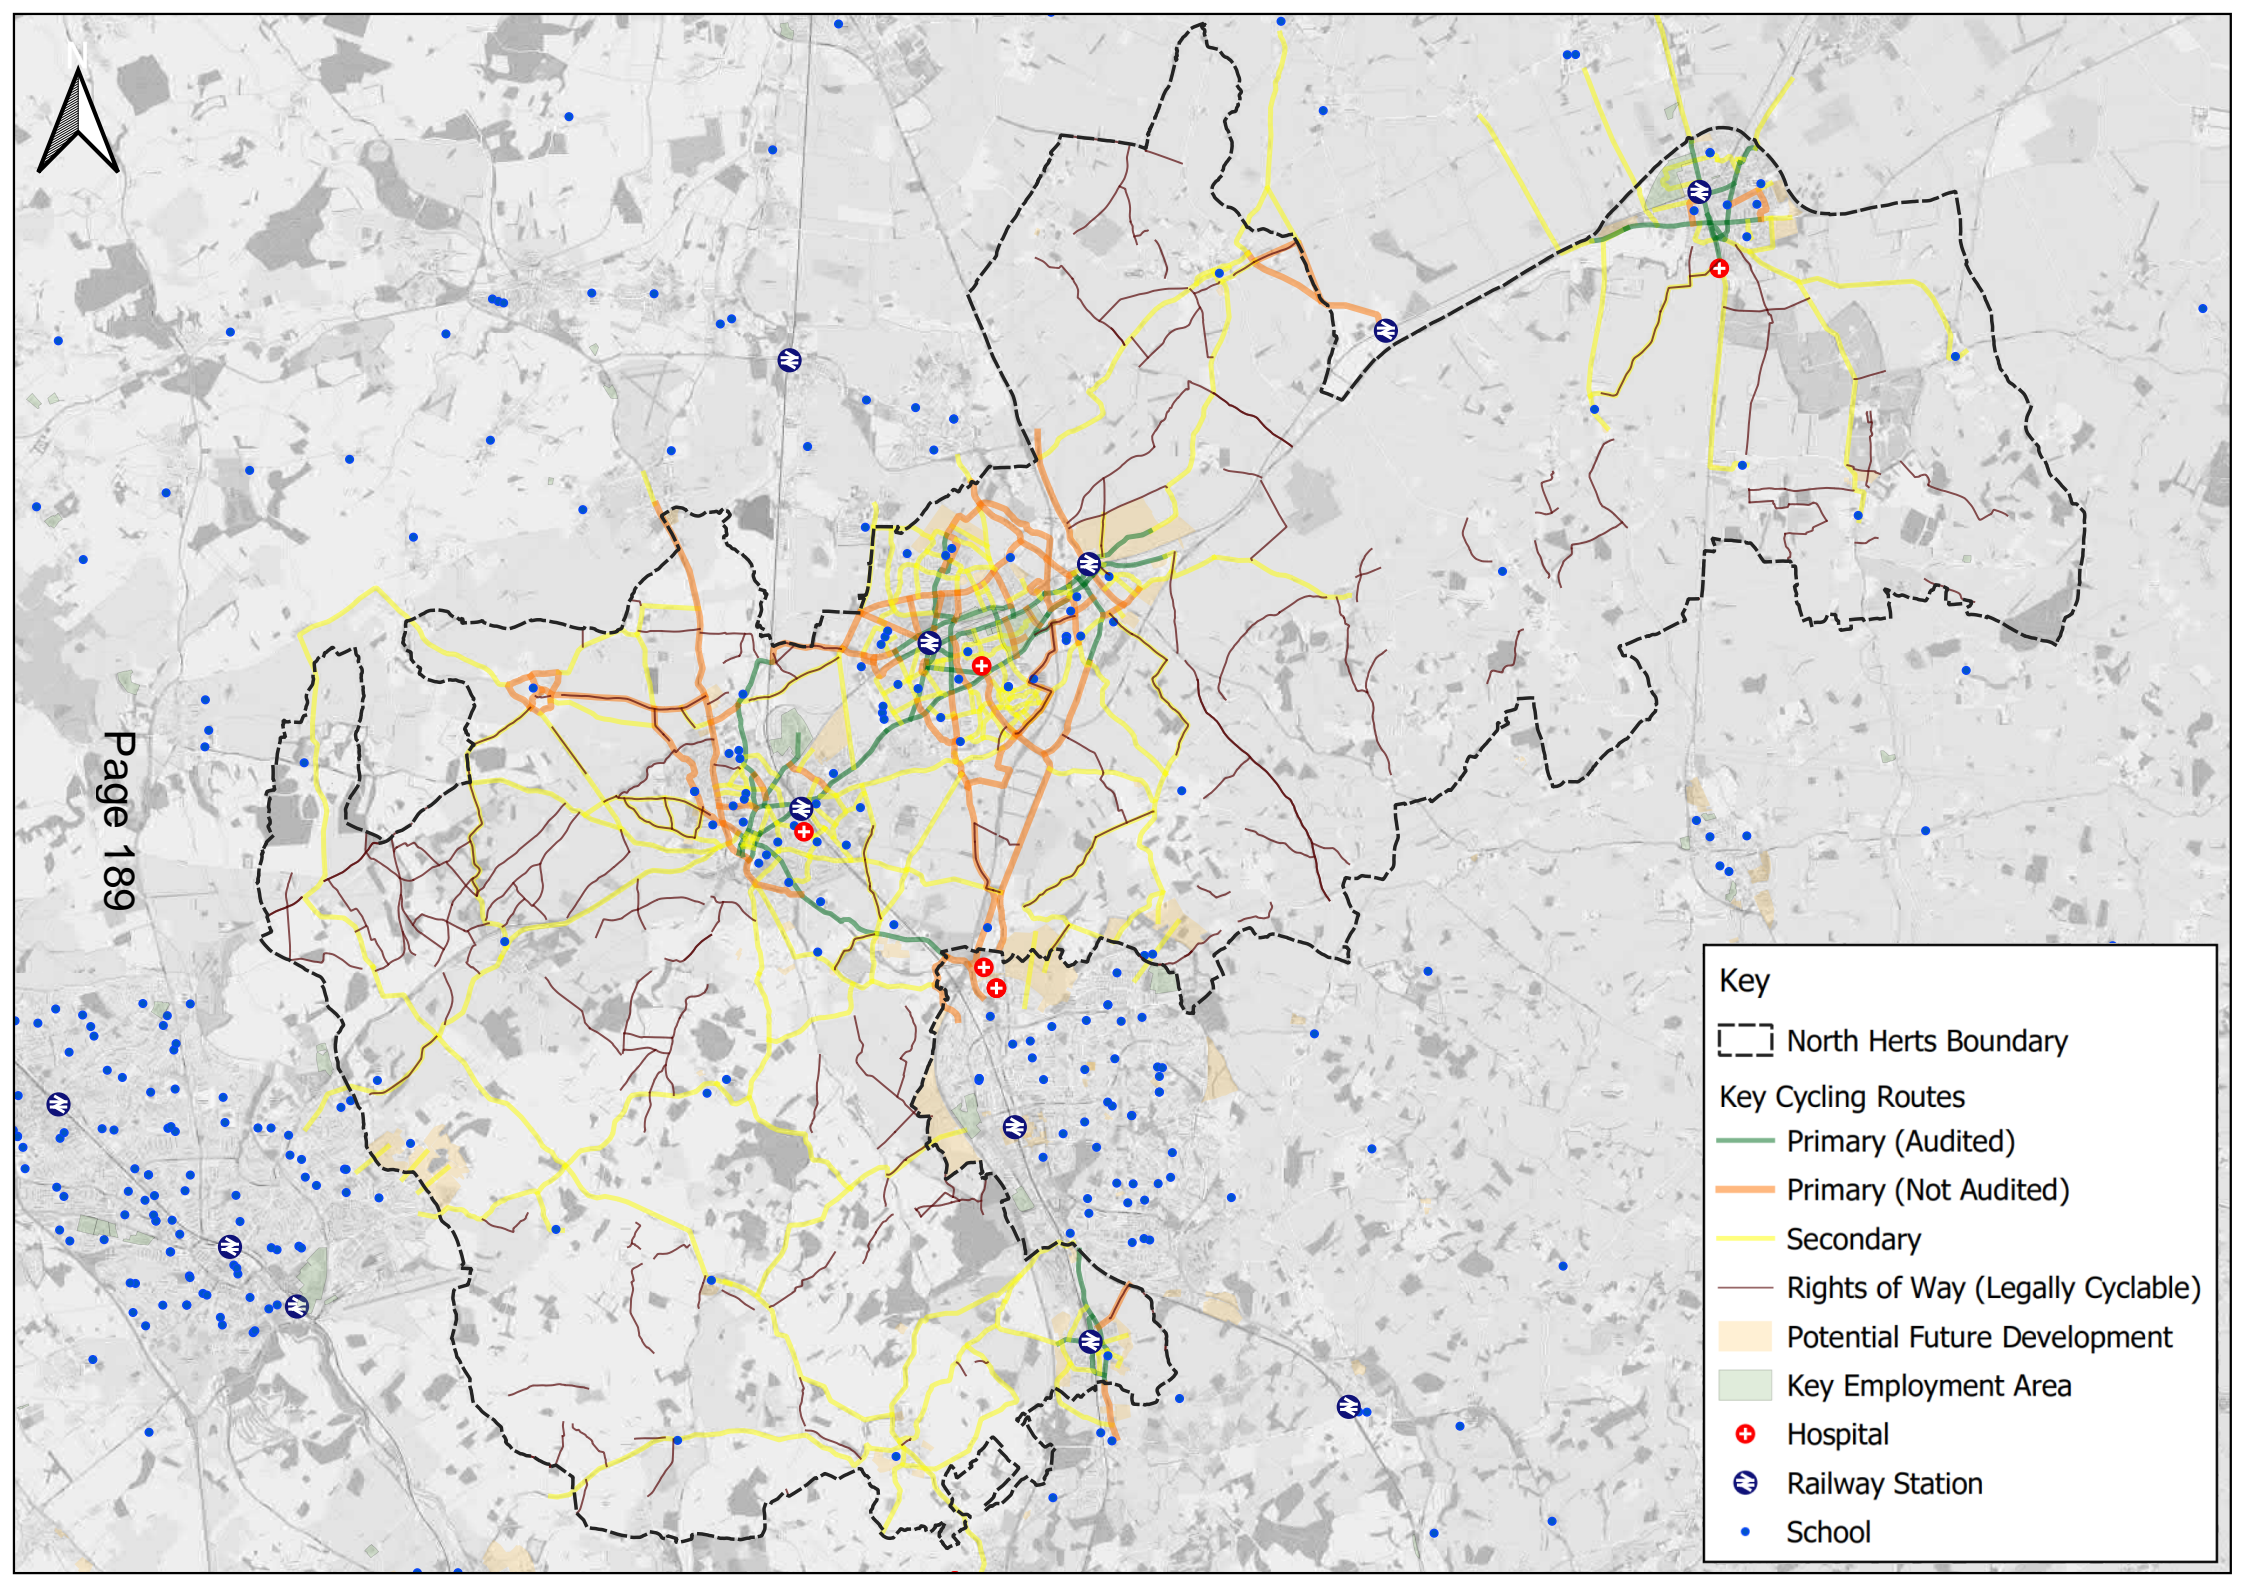 N
Page 189
Key
North Herts Boundary
Key Cycling Routes
Primary (Audited)
Primary (Not Audited)
Secondary
Rights of Way (Legally Cyclable)
Potential Future Development
Key Employment Area
Hospital
Railway Station
School